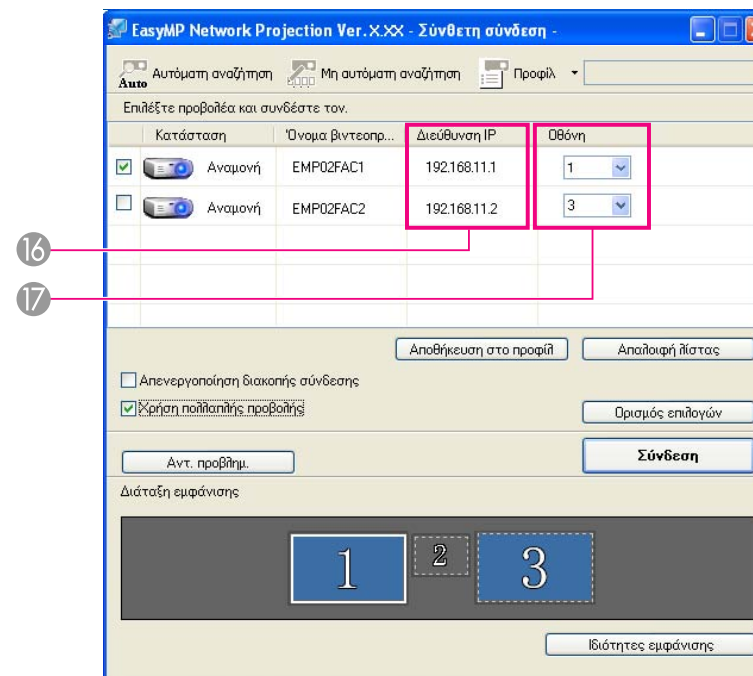 EasyMP Network Projection Ver. X.XX - Σύνθετη σύνδεση -
Auto Αυτόματη αναζήτηση Μη αυτόματη αναζήτηση Προφίλ
Επιλέξτε προβολέα και συνδέστε τον.
Κατάσταση Όνομα βιντεοπρ... Διεύθυνση IP Οθόνη
Αναμονή EMP02FAC1 192.168.11.1 1
Αναμονή EMP02FAC2 192.168.11.2 3
16
17
Αποθήκευση στο προφίλ Απαλοιφή λίστας
Απενεργοποίηση διακοπής σύνδεσης
Χρήση πολλαπλής προβολής Ορισμός επιλογών
Αντ. προβλημ. Σύνδεση
Διάταξη εμφάνισης
1 2 3
Ιδιότητες εμφάνισης